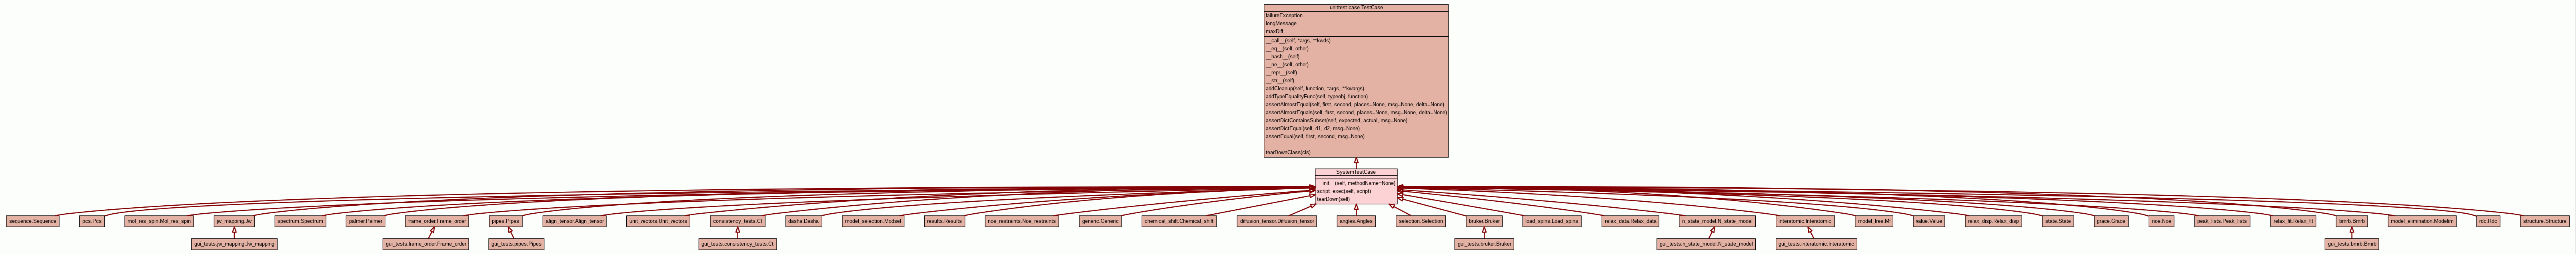 unittest.case.TestCase
failureException
longMessage
maxDiff
__call__(self, *args, **kwds)
__eq__(self, other)
__hash__(self)
__ne__(self, other)
__repr__(self)
__str__(self)
addCleanup(self, function, *args, **kwargs)
addTypeEqualityFunc(self, typeobj, function)
assertAlmostEqual(self, first, second, places=None, msg=None, delta=None)
assertAlmostEquals(self, first, second, places=None, msg=None, delta=None)
assertDictContainsSubset(self, expected, actual, msg=None)
assertDictEqual(self, d1, d2, msg=None)
assertEqual(self, first, second, msg=None)
...
tearDownClass(cls)
SystemTestCase
__init__(self, methodName=None)
script_exec(self, script)
tearDown(self)
sequence.Sequence
pcs.Pcs
mol_res_spin.Mol_res_spin
jw_mapping.Jw
spectrum.Spectrum
palmer.Palmer
frame_order.Frame_order
pipes.Pipes
align_tensor.Align_tensor
unit_vectors.Unit_vectors
consistency_tests.Ct
dasha.Dasha
model_selection.Modsel
results.Results
noe_restraints.Noe_restraints
generic.Generic
chemical_shift.Chemical_shift
diffusion_tensor.Diffusion_tensor
angles.Angles
selection.Selection
bruker.Bruker
load_spins.Load_spins
relax_data.Relax_data
n_state_model.N_state_model
interatomic.Interatomic
model_free.Mf
value.Value
relax_disp.Relax_disp
state.State
grace.Grace
noe.Noe
peak_lists.Peak_lists
relax_fit.Relax_fit
bmrb.Bmrb
model_elimination.Modelim
rdc.Rdc
structure.Structure
gui_tests.jw_mapping.Jw_mapping
gui_tests.frame_order.Frame_order
gui_tests.pipes.Pipes
gui_tests.consistency_tests.Ct
gui_tests.bruker.Bruker
gui_tests.n_state_model.N_state_model
gui_tests.interatomic.Interatomic
gui_tests.bmrb.Bmrb